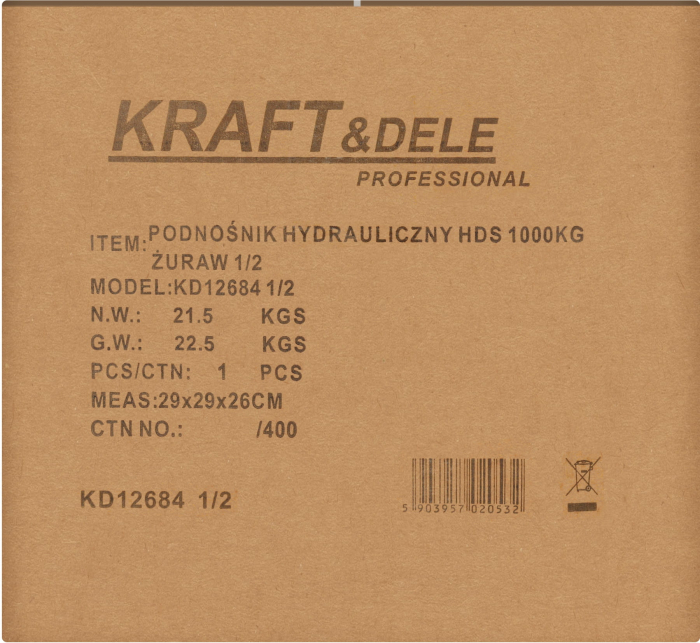 KRAFT&DELE
PROFESSIONAL
ITEM: PODNOŚNIK HYDRAULICZNY HDS 1000KG
ŻURAW 1/2
MODEL:KD12684 1/2
N.W.: 21.5 KGS
G.W.: 22.5 KGS
PCS/CTN: 1 PCS
MEAS:29x29x26CM
CTN NO.: /400
KD12684 1/2
5 903957 020532